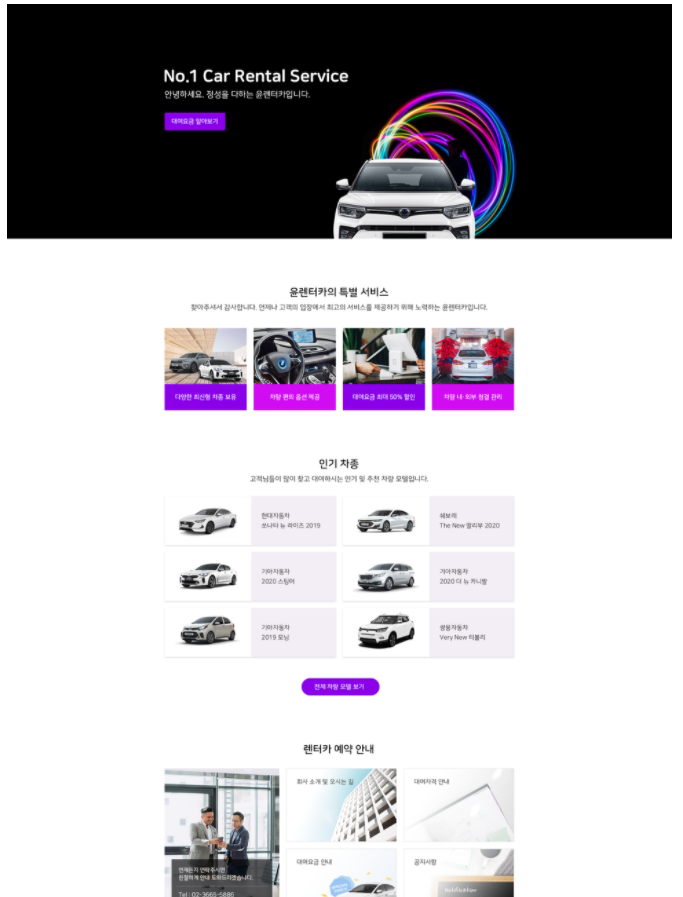 No.1 Car Rental Service
안녕하세요. 정성을 다하는 윤렌터카입니다.
대여요금 알아보기
윤렌터카의 특별 서비스
찾아주셔서 감사합니다. 언제나 고객의 입장에서 최고의 서비스를 제공하기 위해 노력하는 윤렌터카입니다.
다양한 최신형 차종 보유
차량 편의 옵션 제공
대여요금 최대 50% 할인
차량 내·외부 청결 관리
인기 차종
고객님들이 많이 찾고 대여하시는 인기 및 추천 차량 모델입니다.
현대자동차
쏘나타 뉴 라이즈 2019
쉐보레
The New 말리부 2020
기아자동차
2020 스팅어
기아자동차
2020 더 뉴 카니발
기아자동차
2019 모닝
쌍용자동차
Very New 티볼리
전체 차량 모델 보기
렌터카 예약 안내
회사 소개 및 오시는 길
대여자격 안내
언제든지 연락주시면
친절하게 안내 도와드리겠습니다.
Tel : 02-3665-5886
대여요금 안내
공지사항
Notification